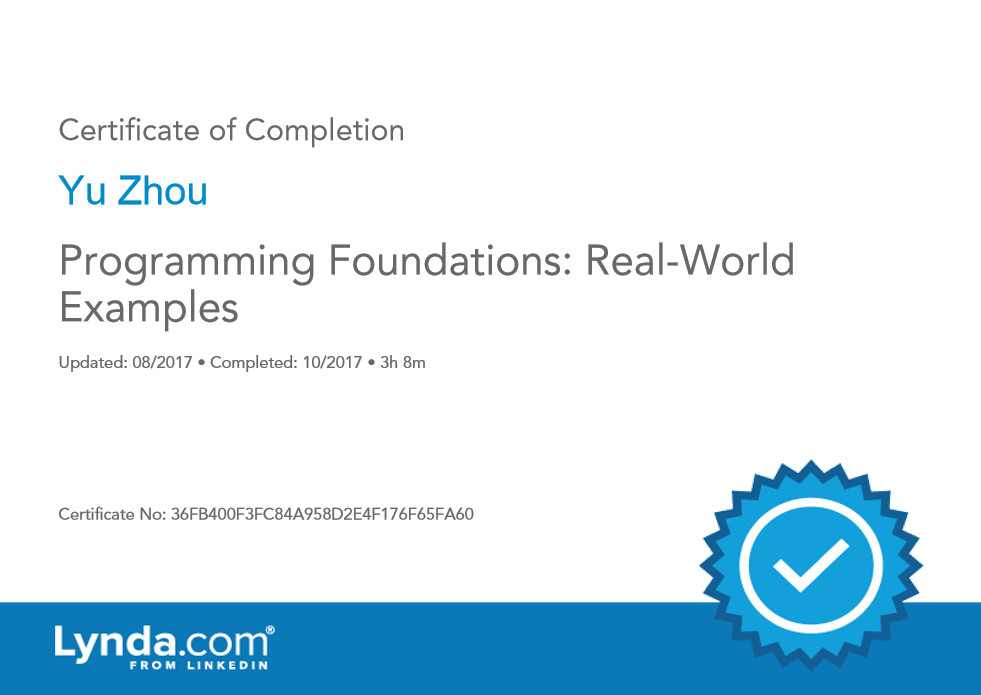 Certificate of Completion
Yu Zhou
Programming Foundations: Real-World
Examples
Updated: 08/2017 • Completed: 10/2017 • 3h 8m
Certificate No: 36FB400F3FC84A958D2E4F176F65FA60
Lynda.com®
FROM LINKEDIN